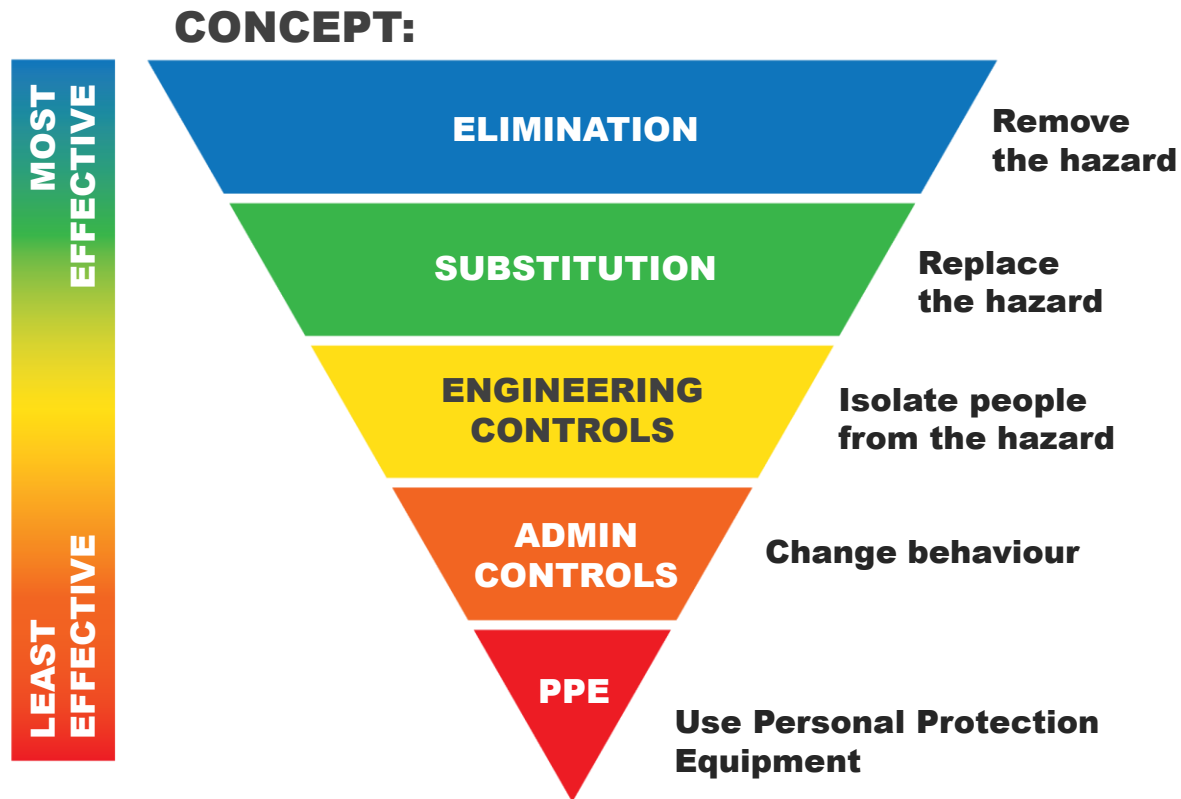 CONCEPT:
MOST
EFFECTIVE
LEAST
EFFECTIVE
ELIMINATION
Remove
the hazard
SUBSTITUTION
Replace
the hazard
ENGINEERING
CONTROLS
Isolate people
from the hazard
ADMIN
CONTROLS
Change behaviour
PPE
Use Personal Protection
Equipment